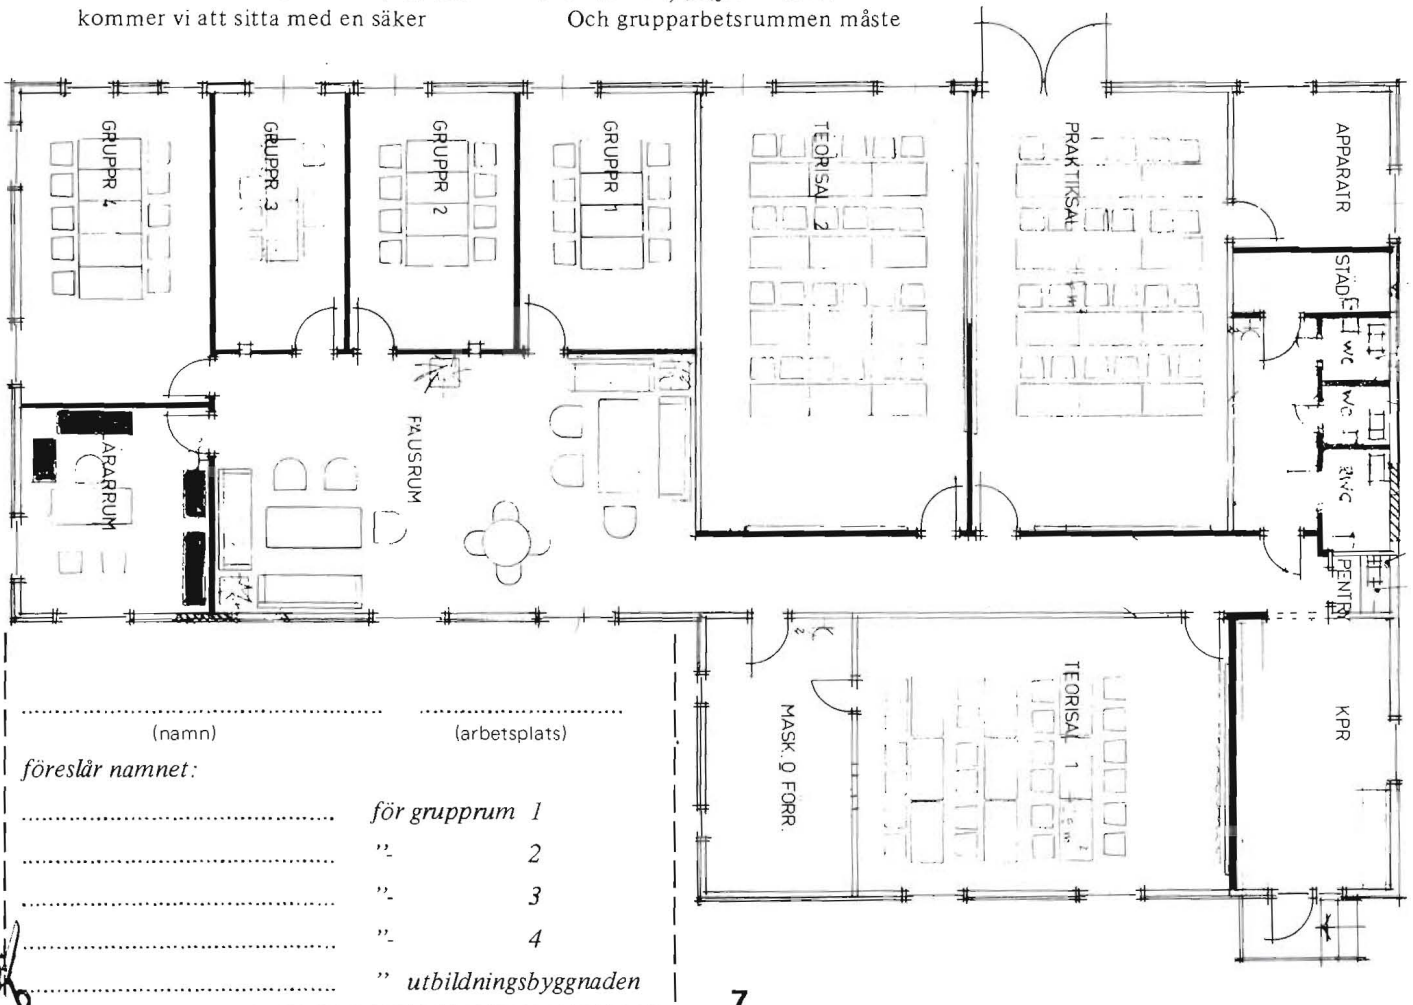 kommer vi att sitta med en säker
Och grupparbetsrummen måste
GRUPPR 4
GRUPPR 3
GRUPPR 2
GRUPPR 1
TEORISAL 2
PRAKTIKSAL
APPARATR
STÄD
WC
WC
RWC
PENTRY
LÄRARRUM
PAUSRUM
MASK. O FÖRR.
TEORISAL 1
KPR
(namn)
(arbetsplats)
föreslår namnet:
för grupprum 1
”- 2
”- 3
”- 4
” utbildningsbyggnaden
7